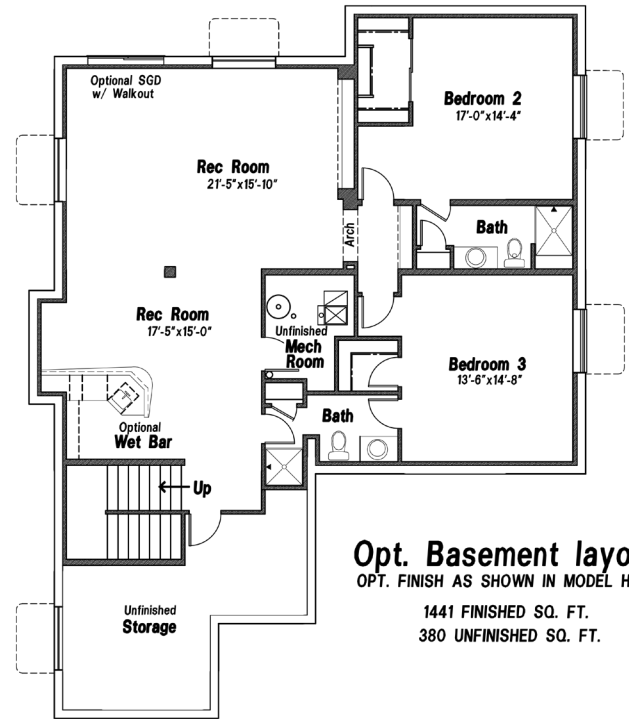 Optional SGD
w/ Walkout
Bedroom 2
17'-0"x14'-4"
Rec Room
21'-5"x15'-10"
Arch
Bath
Rec Room
17'-5"x15'-0"
Unfinished
Mech
Room
Bedroom 3
13'-6"x14'-8"
Bath
Optional
Wet Bar
Up
Opt. Basement layo
OPT. FINISH AS SHOWN IN MODEL H
1441 FINISHED SQ. FT.
380 UNFINISHED SQ. FT.
Unfinished
Storage